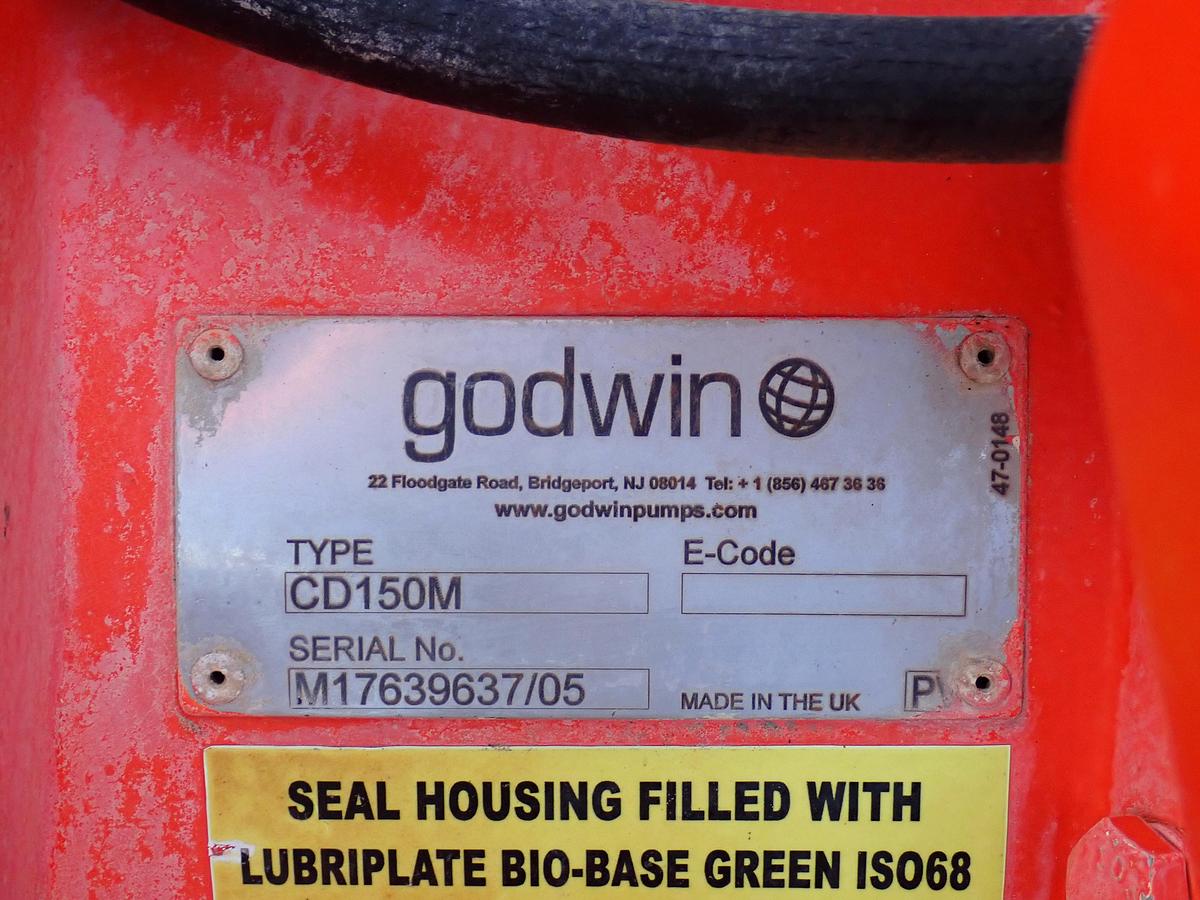 godwin
47-0148
22 Floodgate Road, Bridgeport, NJ 08014 Tel: + 1 (856) 467 36 36
www.godwinpumps.com
TYPE E-Code
CD150M
SERIAL No.
M17639637/05 MADE IN THE UK
SEAL HOUSING FILLED WITH
LUBRIPLATE BIO-BASE GREEN ISO68